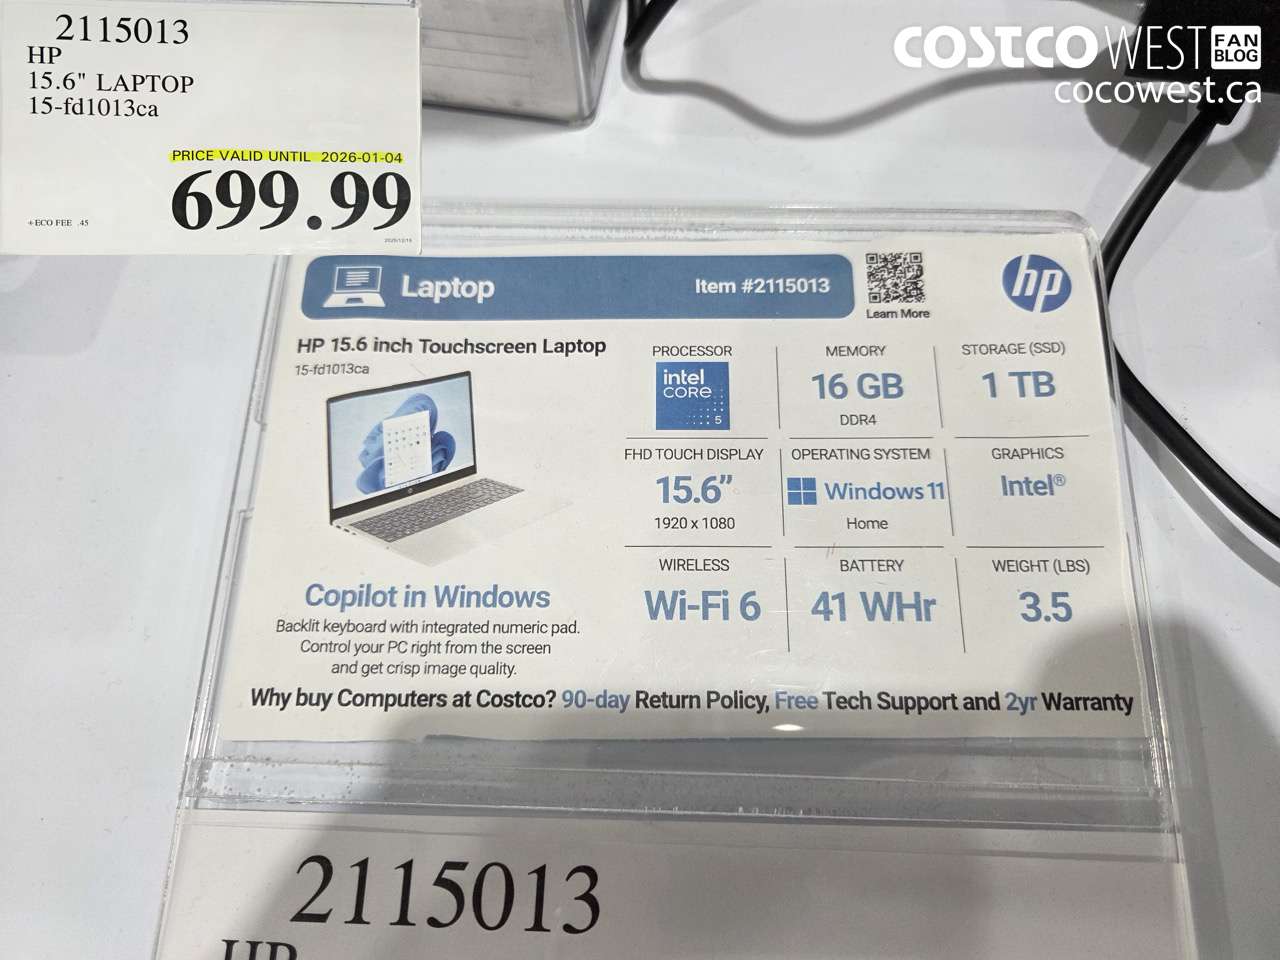 2115013
HP
15.6" LAPTOP
15-fd1013ca
PRICE VALID UNTIL 2026-01-04
699.99
+ECO FEE .45
COSTCO WEST FAN BLOG
cocowest.ca
Laptop
Item #2115013
Learn More
hp
HP 15.6 inch Touchscreen Laptop
15-fd1013ca
PROCESSOR
intel
CORE
5
MEMORY
16 GB
DDR4
STORAGE (SSD)
1 TB
FHD TOUCH DISPLAY
15.6”
1920 x 1080
OPERATING SYSTEM
Windows 11
Home
GRAPHICS
Intel®
WIRELESS
Wi-Fi 6
BATTERY
41 WHr
WEIGHT (LBS)
3.5
Copilot in Windows
Backlit keyboard with integrated numeric pad.
Control your PC right from the screen
and get crisp image quality.
Why buy Computers at Costco? 90-day Return Policy, Free Tech Support and 2yr Warranty
2115013
HP